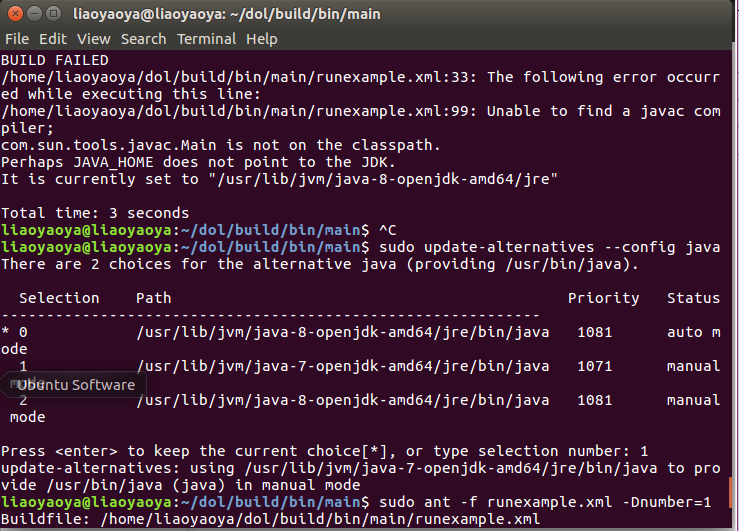 liaoyaoya@liaoyaoya: ~/dol/build/bin/main
File Edit View Search Terminal Help
BUILD FAILED
/home/liaoyaoya/dol/build/bin/main/runexample.xml:33: The following error occurr
ed while executing this line:
/home/liaoyaoya/dol/build/bin/main/runexample.xml:99: Unable to find a javac com
piler;
com.sun.tools.javac.Main is not on the classpath.
Perhaps JAVA_HOME does not point to the JDK.
It is currently set to "/usr/lib/jvm/java-8-openjdk-amd64/jre"
Total time: 3 seconds
liaoyaoya@liaoyaoya:~/dol/build/bin/main$ ^C
liaoyaoya@liaoyaoya:~/dol/build/bin/main$ sudo update-alternatives --config java
There are 2 choices for the alternative java (providing /usr/bin/java).
Selection Path Priority Status
------------------------------------------------------------
* 0 /usr/lib/jvm/java-8-openjdk-amd64/jre/bin/java 1081 auto m
ode
1 /usr/lib/jvm/java-7-openjdk-amd64/jre/bin/java 1071 manual
mode Ubuntu Software
2 /usr/lib/jvm/java-8-openjdk-amd64/jre/bin/java 1081 manual
mode
Press <enter> to keep the current choice[*], or type selection number: 1
update-alternatives: using /usr/lib/jvm/java-7-openjdk-amd64/jre/bin/java to pro
vide /usr/bin/java (java) in manual mode
liaoyaoya@liaoyaoya:~/dol/build/bin/main$ sudo ant -f runexample.xml -Dnumber=1
Buildfile: /home/liaoyaoya/dol/build/bin/main/runexample.xml